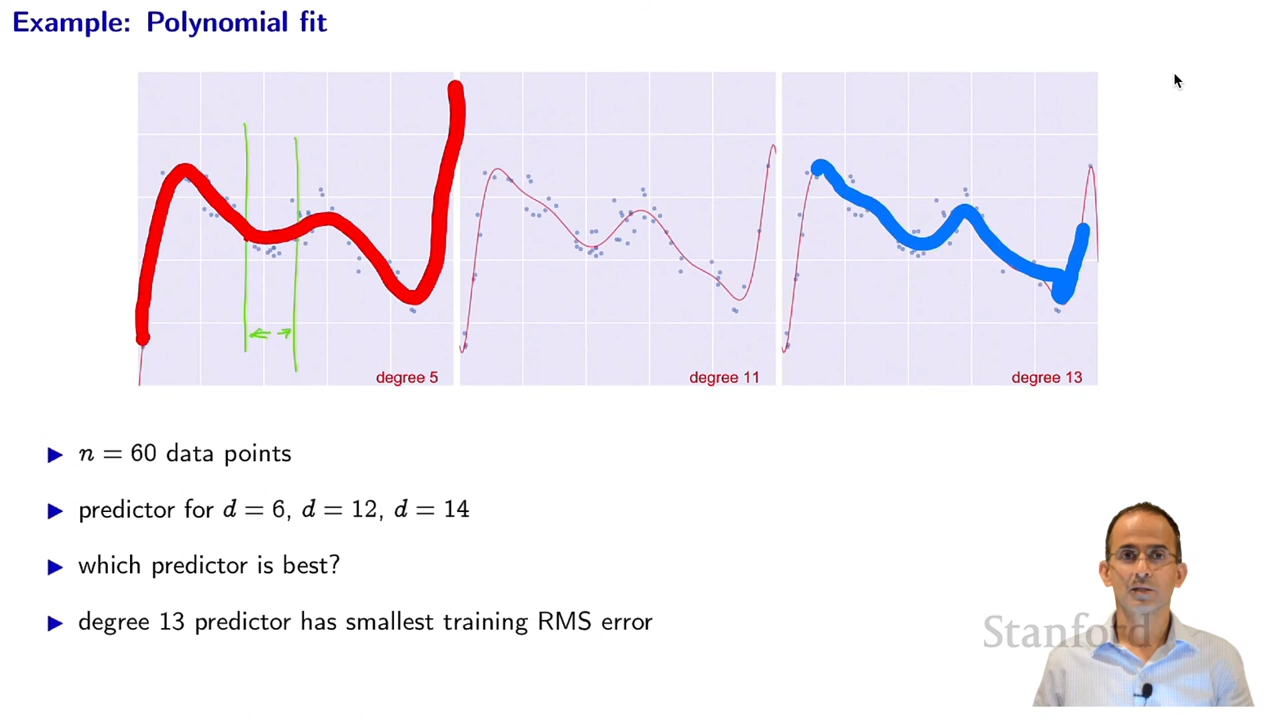 Example: Polynomial fit
degree 5
degree 11
degree 13
▶ n = 60 data points
▶ predictor for d = 6, d = 12, d = 14
▶ which predictor is best?
▶ degree 13 predictor has smallest training RMS error
Stanford